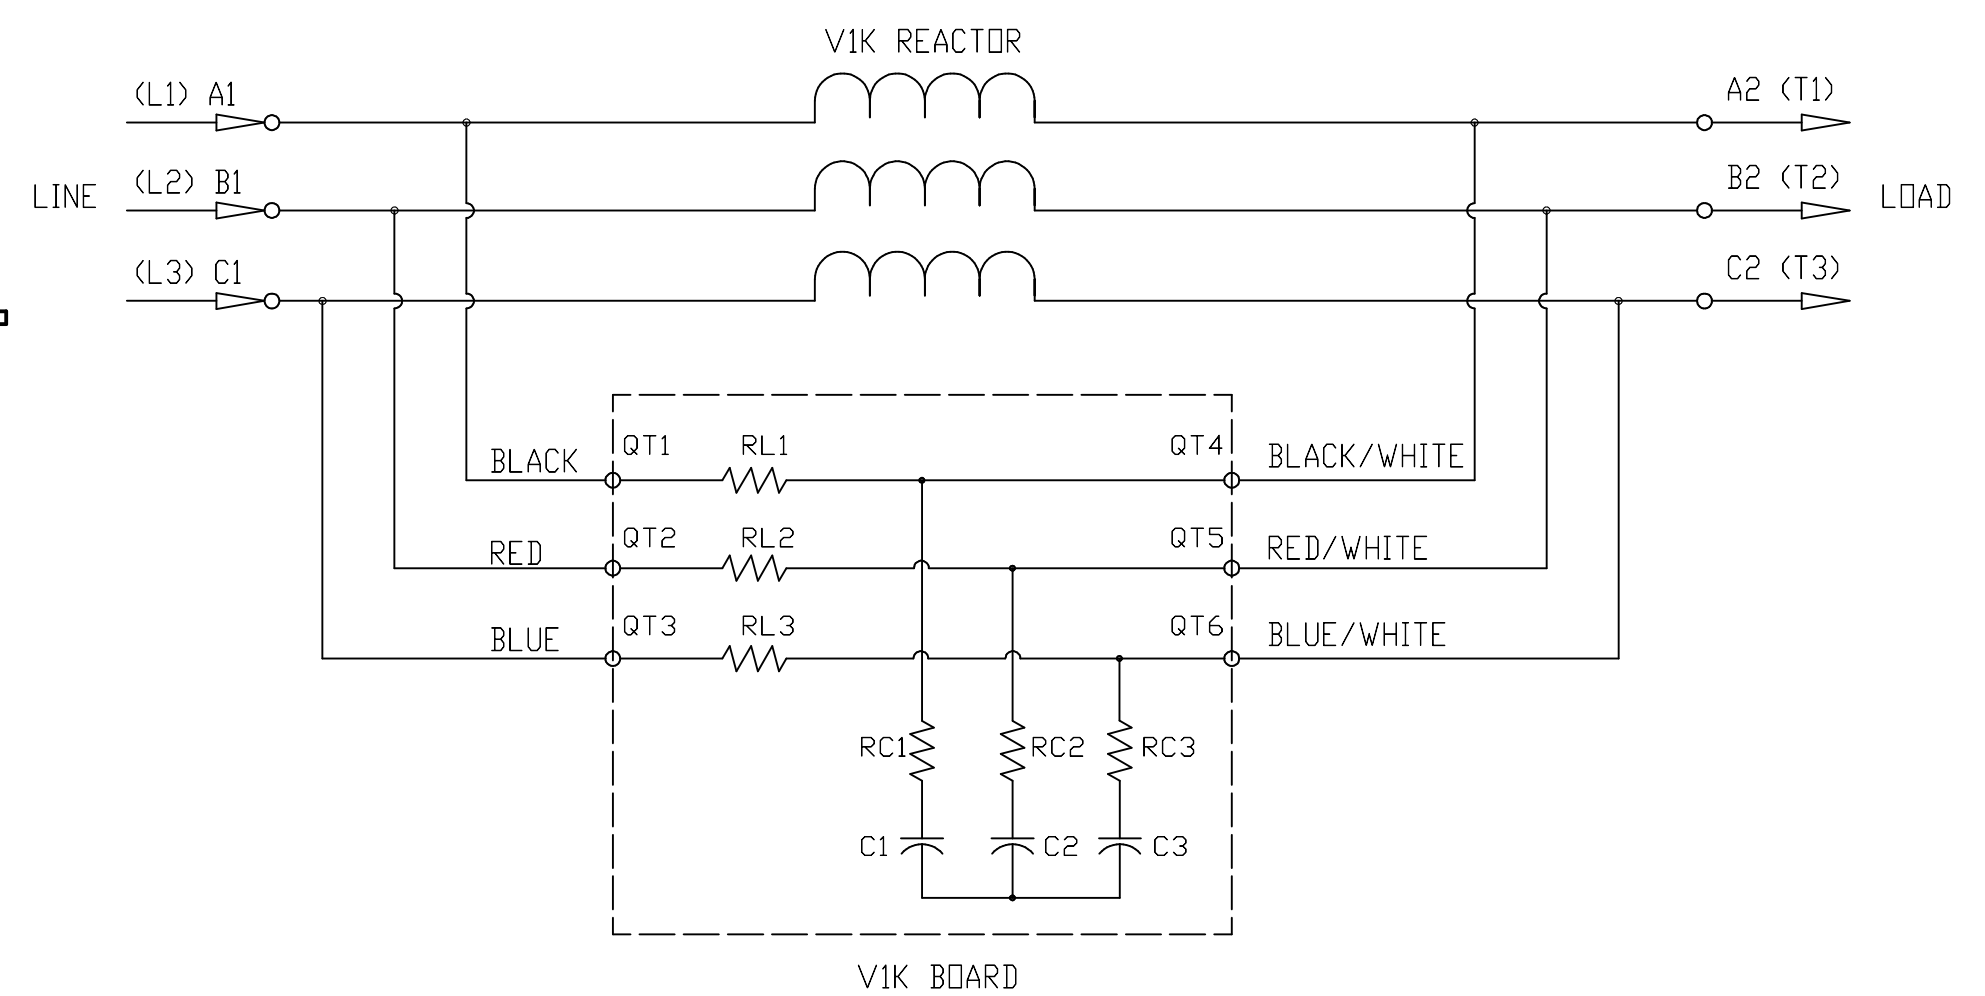 V1K REACTOR
(L1) A1
A2 (T1)
(L2) B1
B2 (T2)
LINE
LOAD
(L3) C1
C2 (T3)
BLACK
QT1
RL1
QT4
BLACK/WHITE
RED
QT2
RL2
QT5
RED/WHITE
BLUE
QT3
RL3
QT6
BLUE/WHITE
RC1
RC2
RC3
C1
C2
C3
V1K BOARD